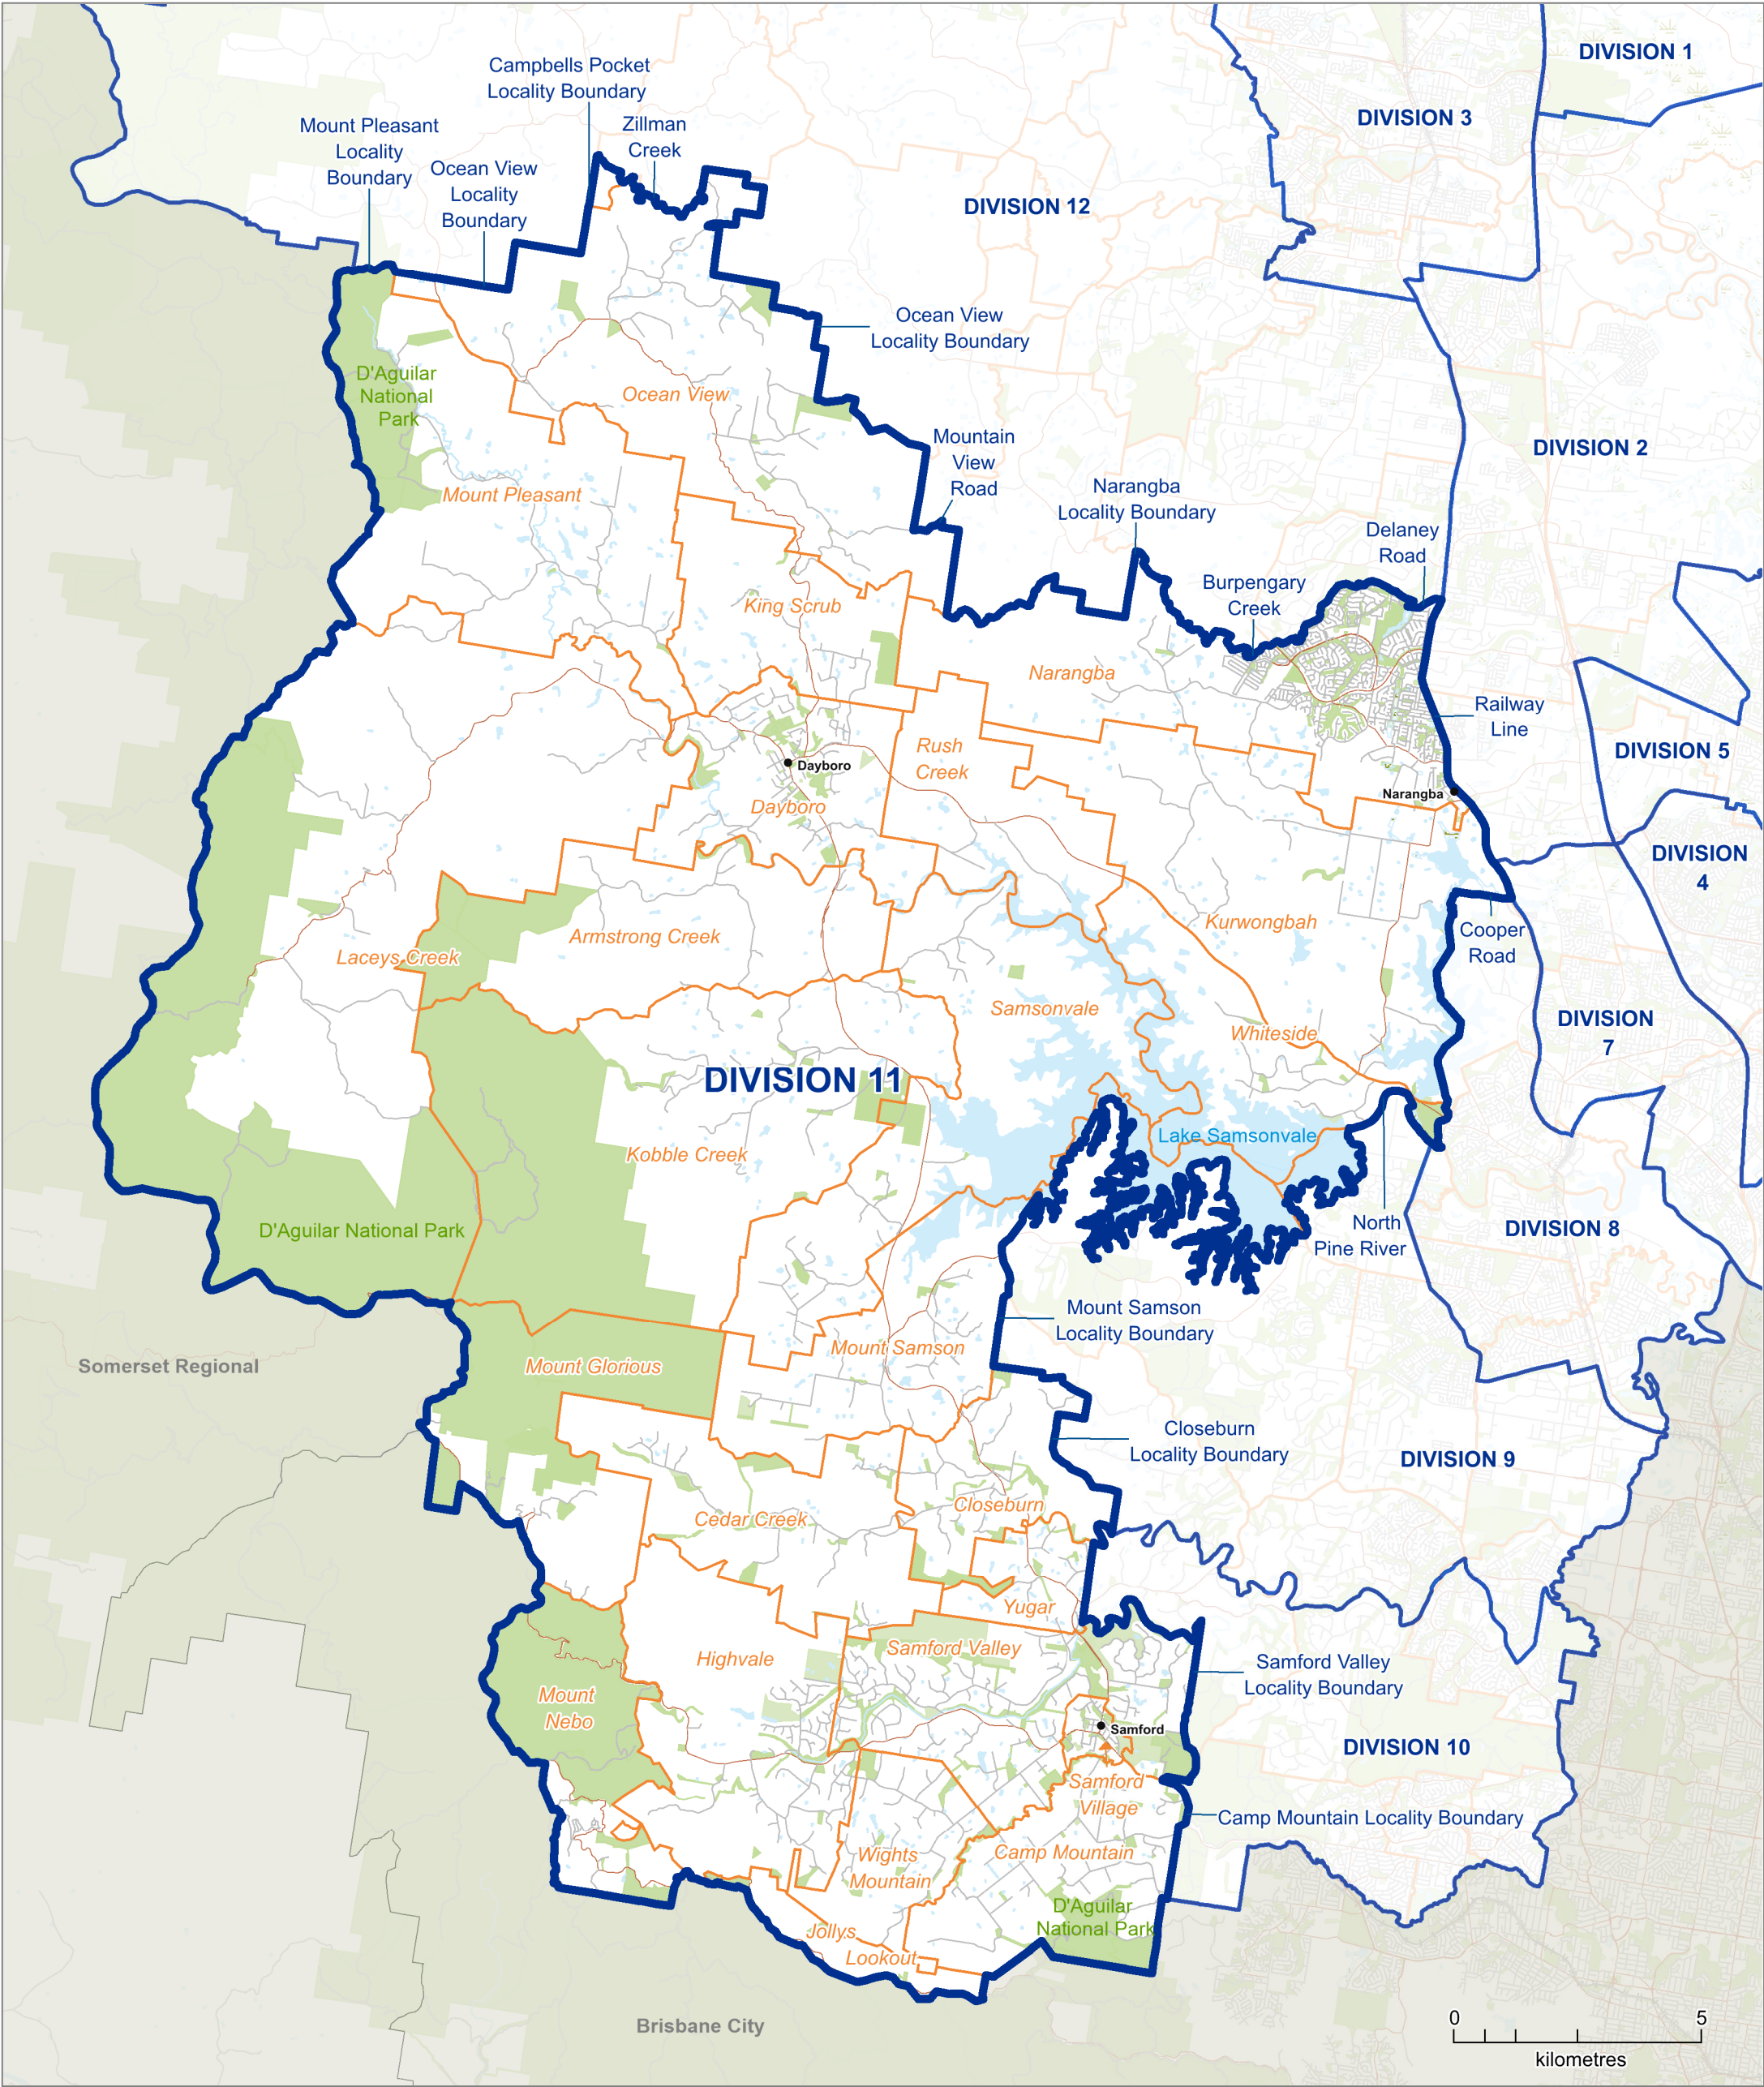 DIVISION 1
Campbells Pocket
Locality Boundary
DIVISION 3
Mount Pleasant
Locality
Boundary
Zillman
Creek
Ocean View
Locality
Boundary
DIVISION 12
Ocean View
Locality Boundary
D'Aguilar
National
Park
Ocean View
Mountain
View
Road
DIVISION 2
Mount Pleasant
Narangba
Locality Boundary
Delaney
Road
Burpengary
Creek
King Scrub
Narangba
Railway
Line
Rush
Creek
DIVISION 5
Dayboro
Dayboro
Narangba
DIVISION
4
Kurwongbah
Cooper
Road
Armstrong Creek
Laceys Creek
Samsonvale
Whiteside
DIVISION
7
DIVISION 11
Lake Samsonvale
Kobble Creek
D'Aguilar National Park
North
Pine River
DIVISION 8
Mount Samson
Locality Boundary
Somerset Regional
Mount Glorious
Mount Samson
Closeburn
Locality Boundary
DIVISION 9
Cedar Creek
Closeburn
Yugar
Highvale
Samford Valley
Samford Valley
Locality Boundary
Mount
Nebo
Samford
DIVISION 10
Samford
Village
Camp Mountain Locality Boundary
Wights
Mountain
Camp Mountain
D'Aguilar
National Park
Jollys
Lookout
Brisbane City
0 5
kilometres